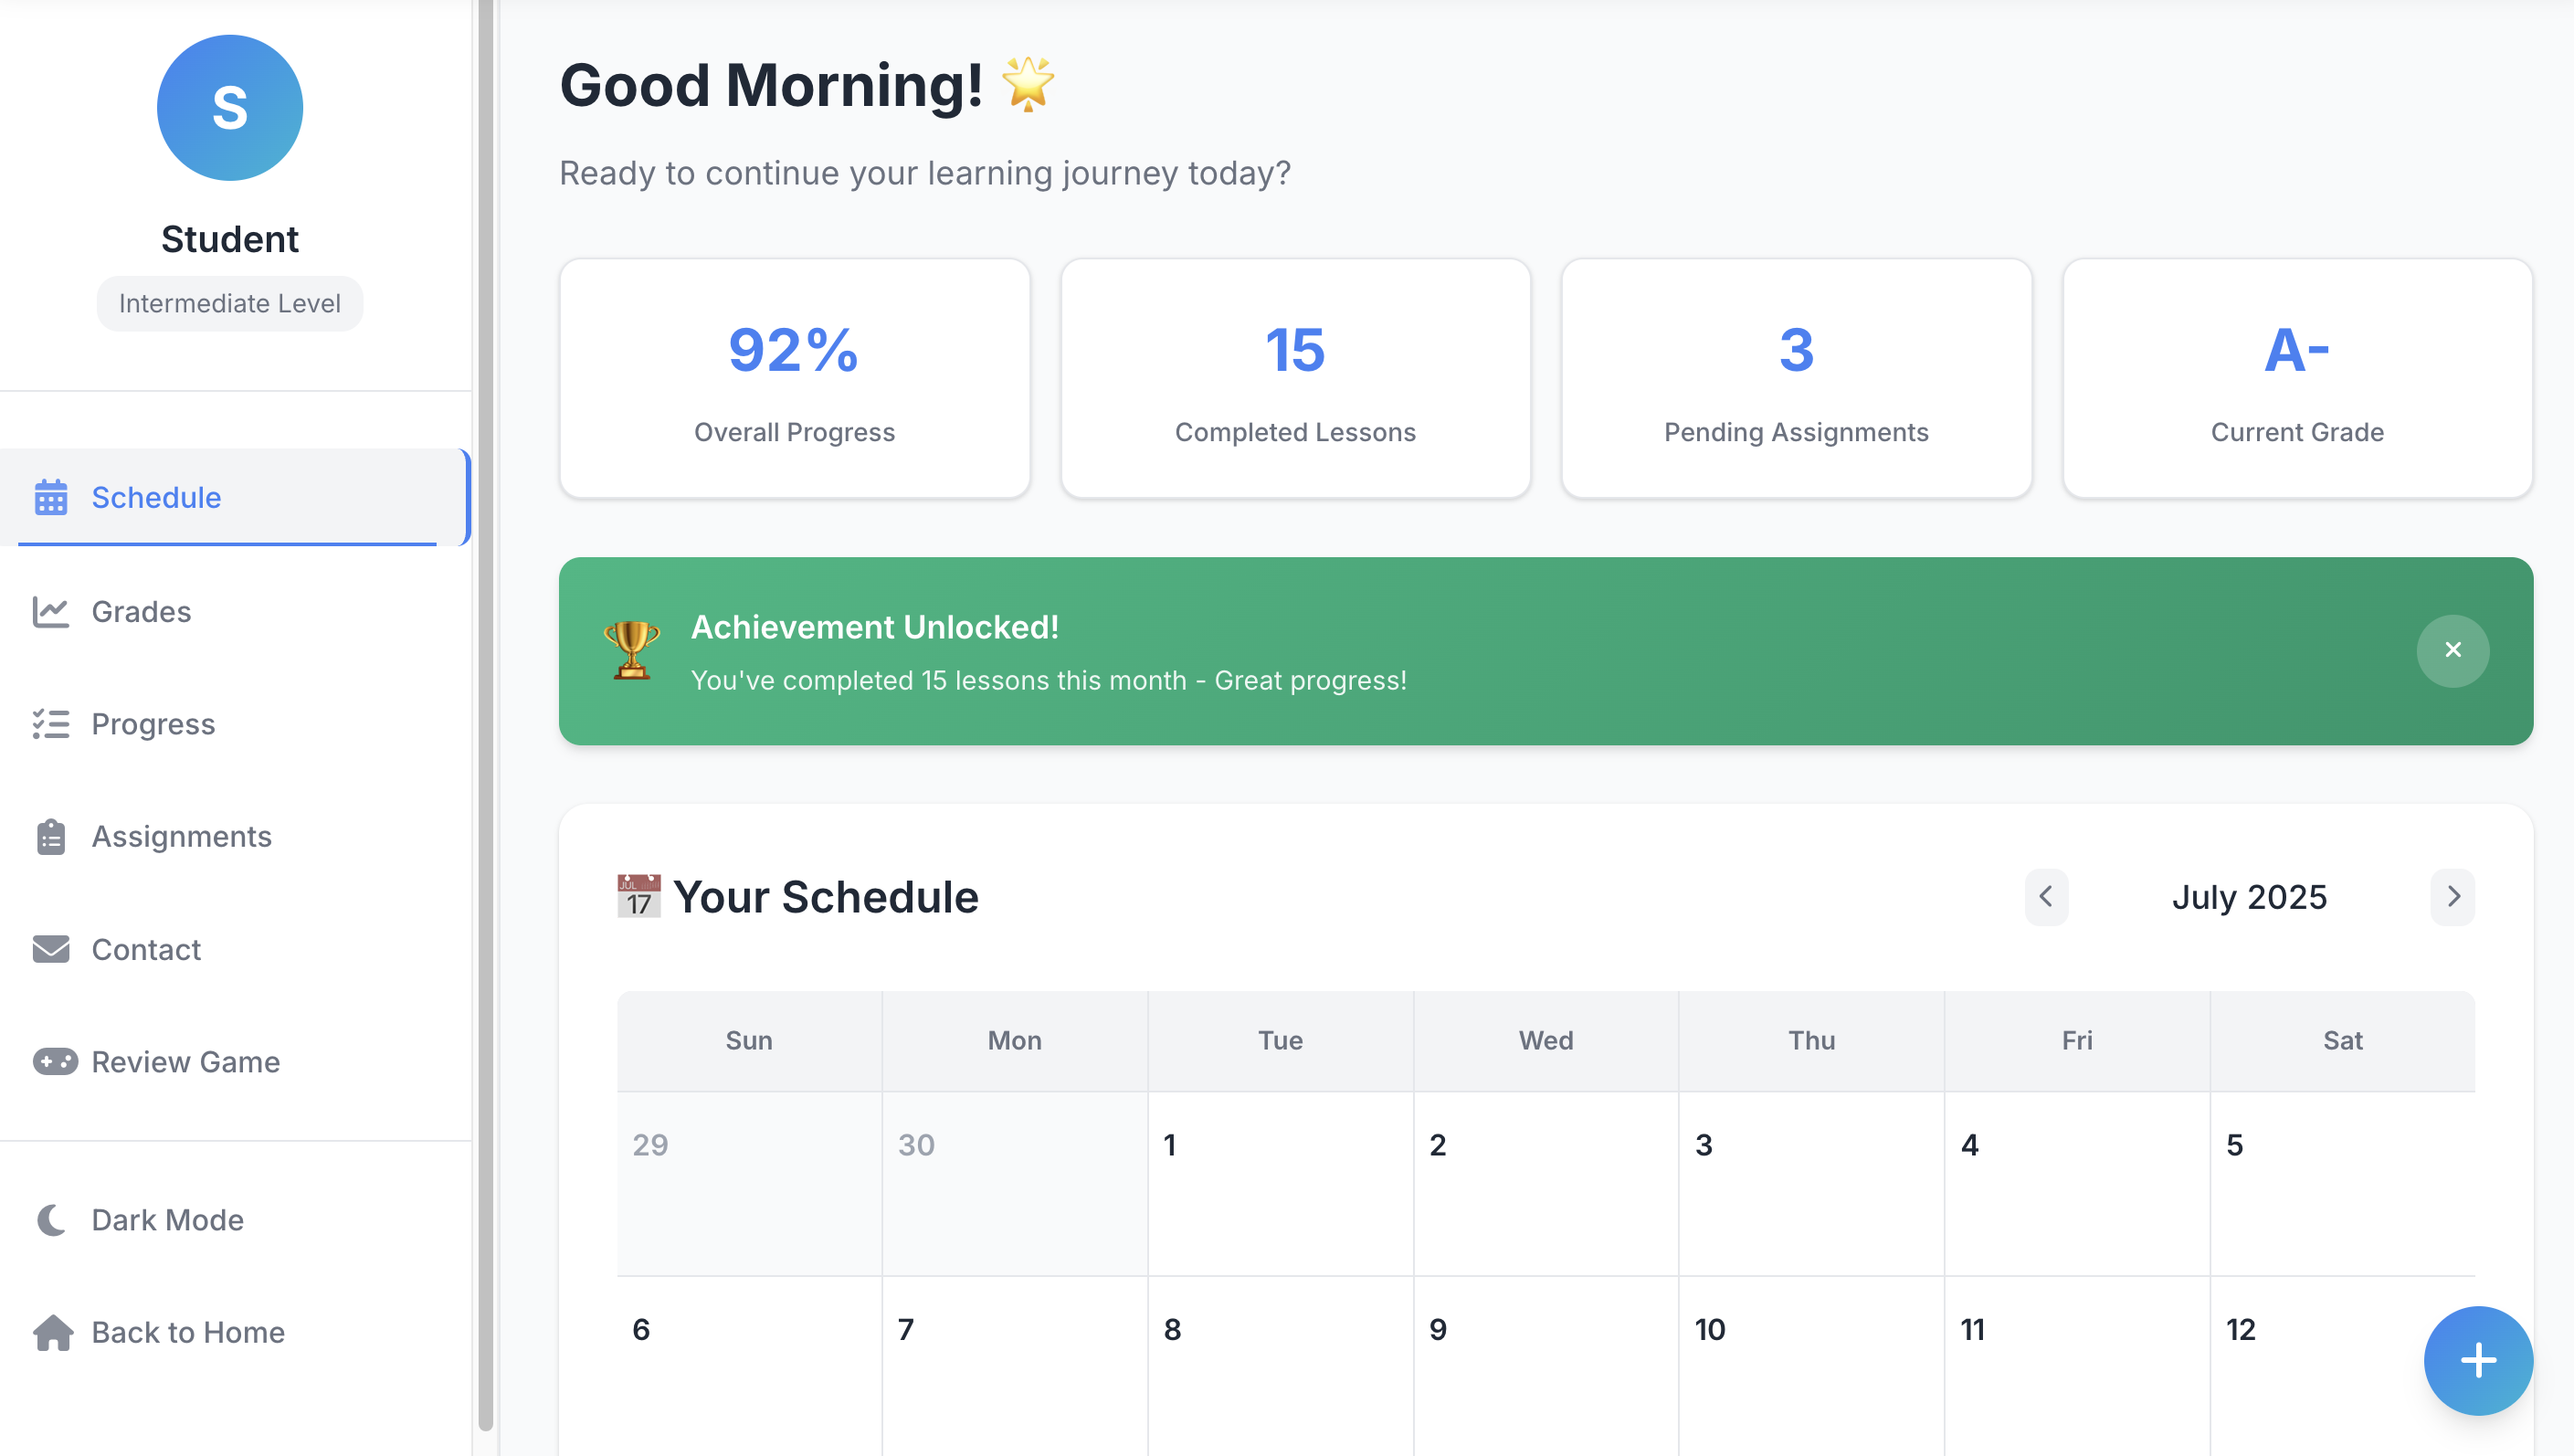 S
Student
Intermediate Level
Schedule
Grades
Progress
Assignments
Contact
Review Game
Dark Mode
Back to Home
Good Morning! 🌟
Ready to continue your learning journey today?
92%
Overall Progress
15
Completed Lessons
3
Pending Assignments
A-
Current Grade
🏆 Achievement Unlocked!
You've completed 15 lessons this month - Great progress!
×
📅 Your Schedule
July 2025
Sun Mon Tue Wed Thu Fri Sat
29 30 1 2 3 4 5
6 7 8 9 10 11 12
+